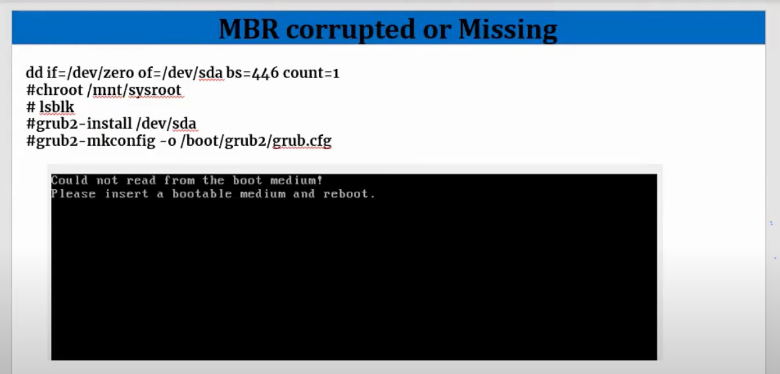 MBR corrupted or Missing
dd if=/dev/zero of=/dev/sda bs=446 count=1
#chroot /mnt/sysroot
# lsblk
#grub2-install /dev/sda
#grub2-mkconfig -o /boot/grub2/grub.cfg
Could not read from the boot medium!
Please insert a bootable medium and reboot.